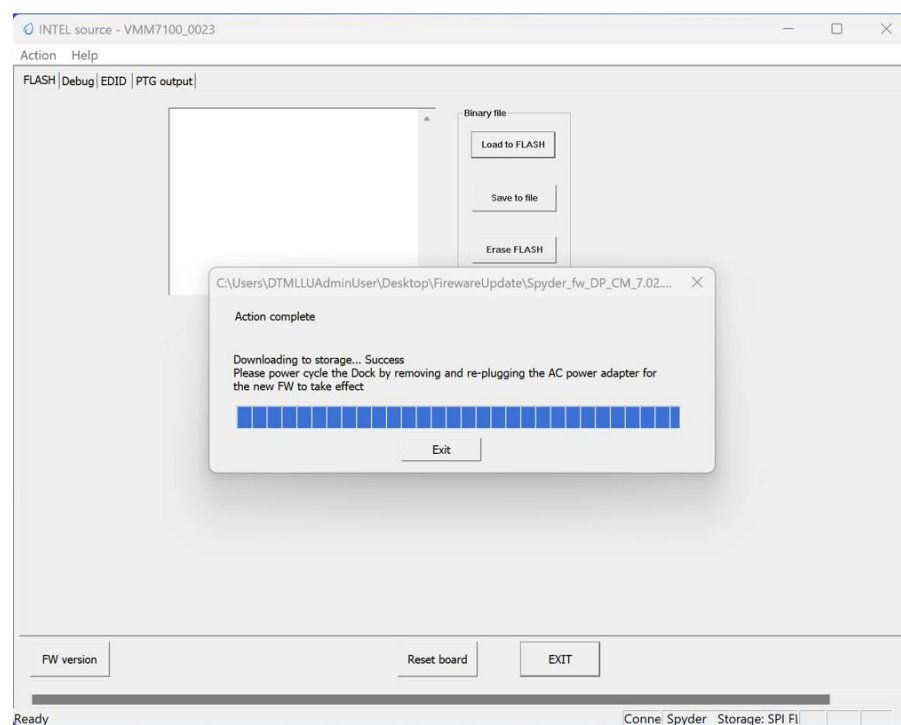 INTEL source - VMM7100_0023
Action Help
FLASH Debug EDID PTG output
Binary file
Load to FLASH
Save to file
Erase FLASH
C:\Users\DTMLLUAdminUser\Desktop\FirewareUpdate\Spyder_fw_DP_CM_7.02....
Action complete
Downloading to storage... Success
Please power cycle the Dock by removing and re-plugging the AC power adapter for
the new FW to take effect
Exit
FW version
Reset board
EXIT
Ready
Conne Spyder Storage: SPI FL